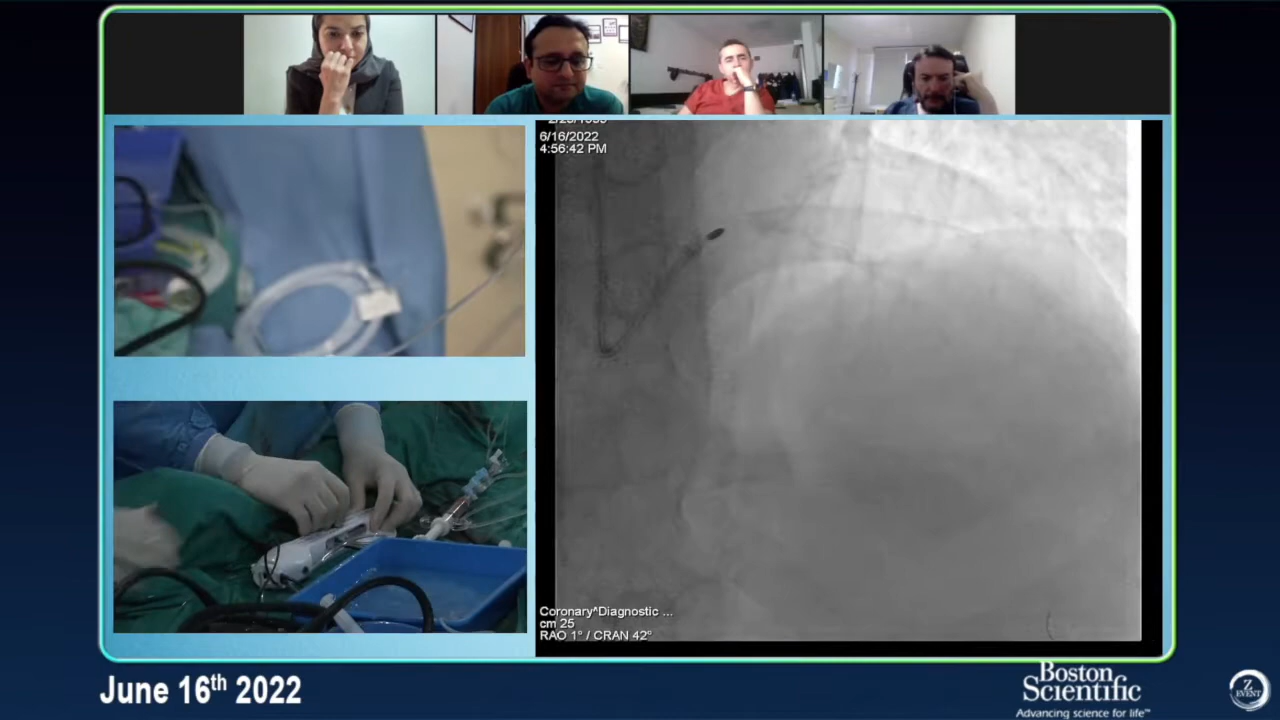 6/16/2022
4:56:42 PM
Coronary^Diagnostic ...
cm 25
RAO 1° / CRAN 42°
June 16th 2022
Boston
Scientific
Advancing science for life™
Z
EVENT